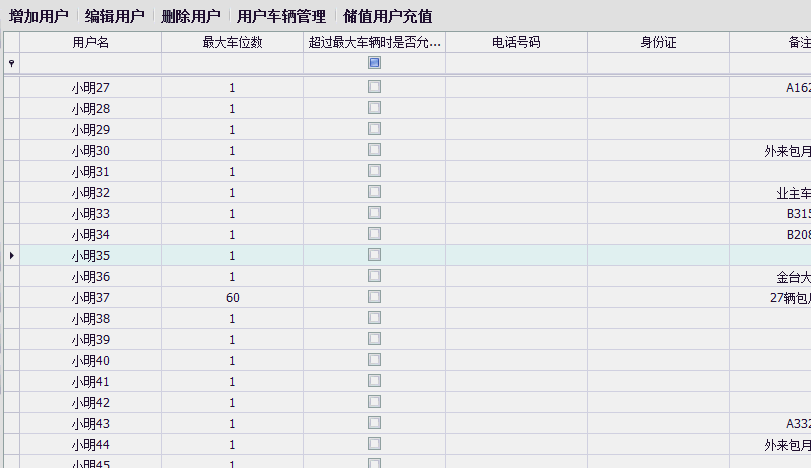 增加用户 编辑用户 删除用户 用户车辆管理 储值用户充值
用户名 最大车位数 超过最大车辆时是否允... 电话号码 身份证 备注
小明27 1 A162
小明28 1
小明29 1
小明30 1 外来包月
小明31 1
小明32 1 业主车
小明33 1 B315
小明34 1 B208
小明35 1
小明36 1 金台大
小明37 60 27辆包月
小明38 1
小明39 1
小明40 1
小明41 1
小明42 1
小明43 1 A332
小明44 1 外来包月
小明45 1